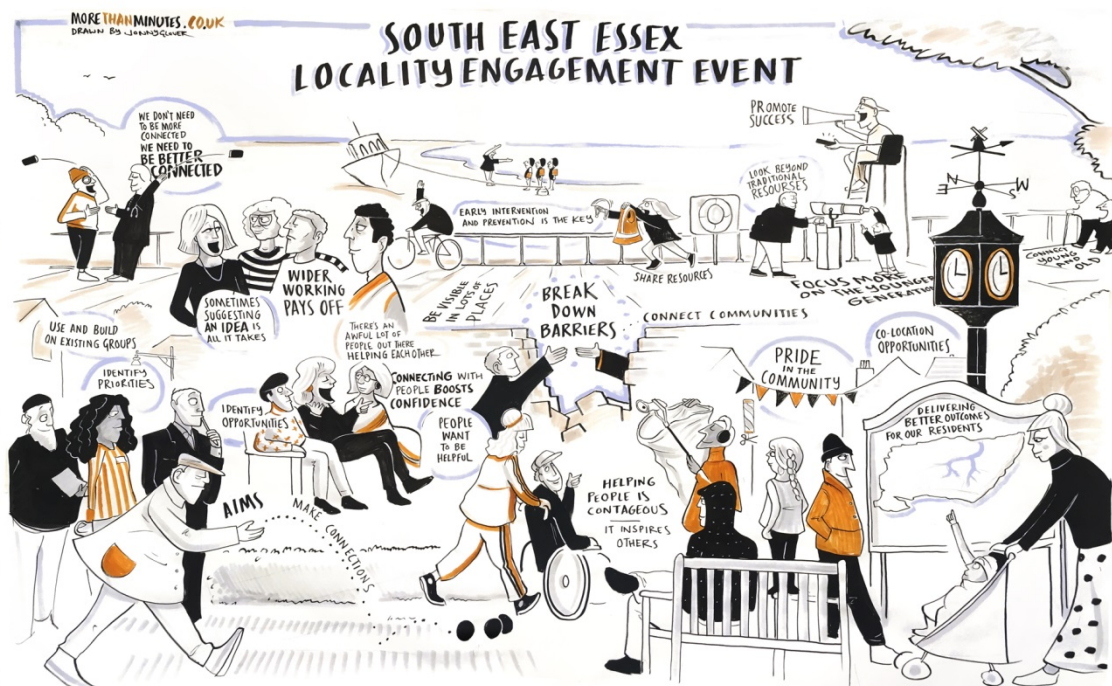 MORETHANMINUTES.CO.UK
DRAWN BY JONNYGLOVER
SOUTH EAST ESSEX
LOCALITY ENGAGEMENT EVENT
WE DON'T NEED
TO BE MORE
CONNECTED
WE NEED TO
BE BETTER
CONNECTED
PROMOTE
SUCCESS
LOOK BEYOND
TRADITIONAL
RESOURSES
EARLY INTERVENTION
AND PREVENTION IS THE KEY
SHARE RESOURCES
FOCUS MORE
ON THE YOUNGER
GENERATION
CONNECT
YOUNG
AND
OLD
W
WIDER
WORKING
PAYS OFF
SOMETIMES
SUGGESTING
AN IDEA IS
ALL IT TAKES
BE VISIBLE
IN LOTS OF
PLACES
BREAK
DOWN
BARRIERS
CONNECT COMMUNITIES
USE AND BUILD
ON EXISTING GROUPS
IDENTIFY
PRIORITIES
IDENTIFY
OPPORTUNITIES
THERE'S AN
AWFUL LOT OF
PEOPLE OUT THERE
HELPING EACH OTHER
CONNECTING WITH
PEOPLE BOOSTS
CONFIDENCE
PEOPLE
WANT
TO BE
HELPFUL
PRIDE
IN THE
COMMUNITY
CO-LOCATION
OPPORTUNITIES
DELIVERING
BETTER OUTCOMES
FOR OUR RESIDENTS
AIMS
MAKE CONNECTIONS
HELPING
PEOPLE IS
CONTAGEOUS
IT INSPIRES
OTHERS